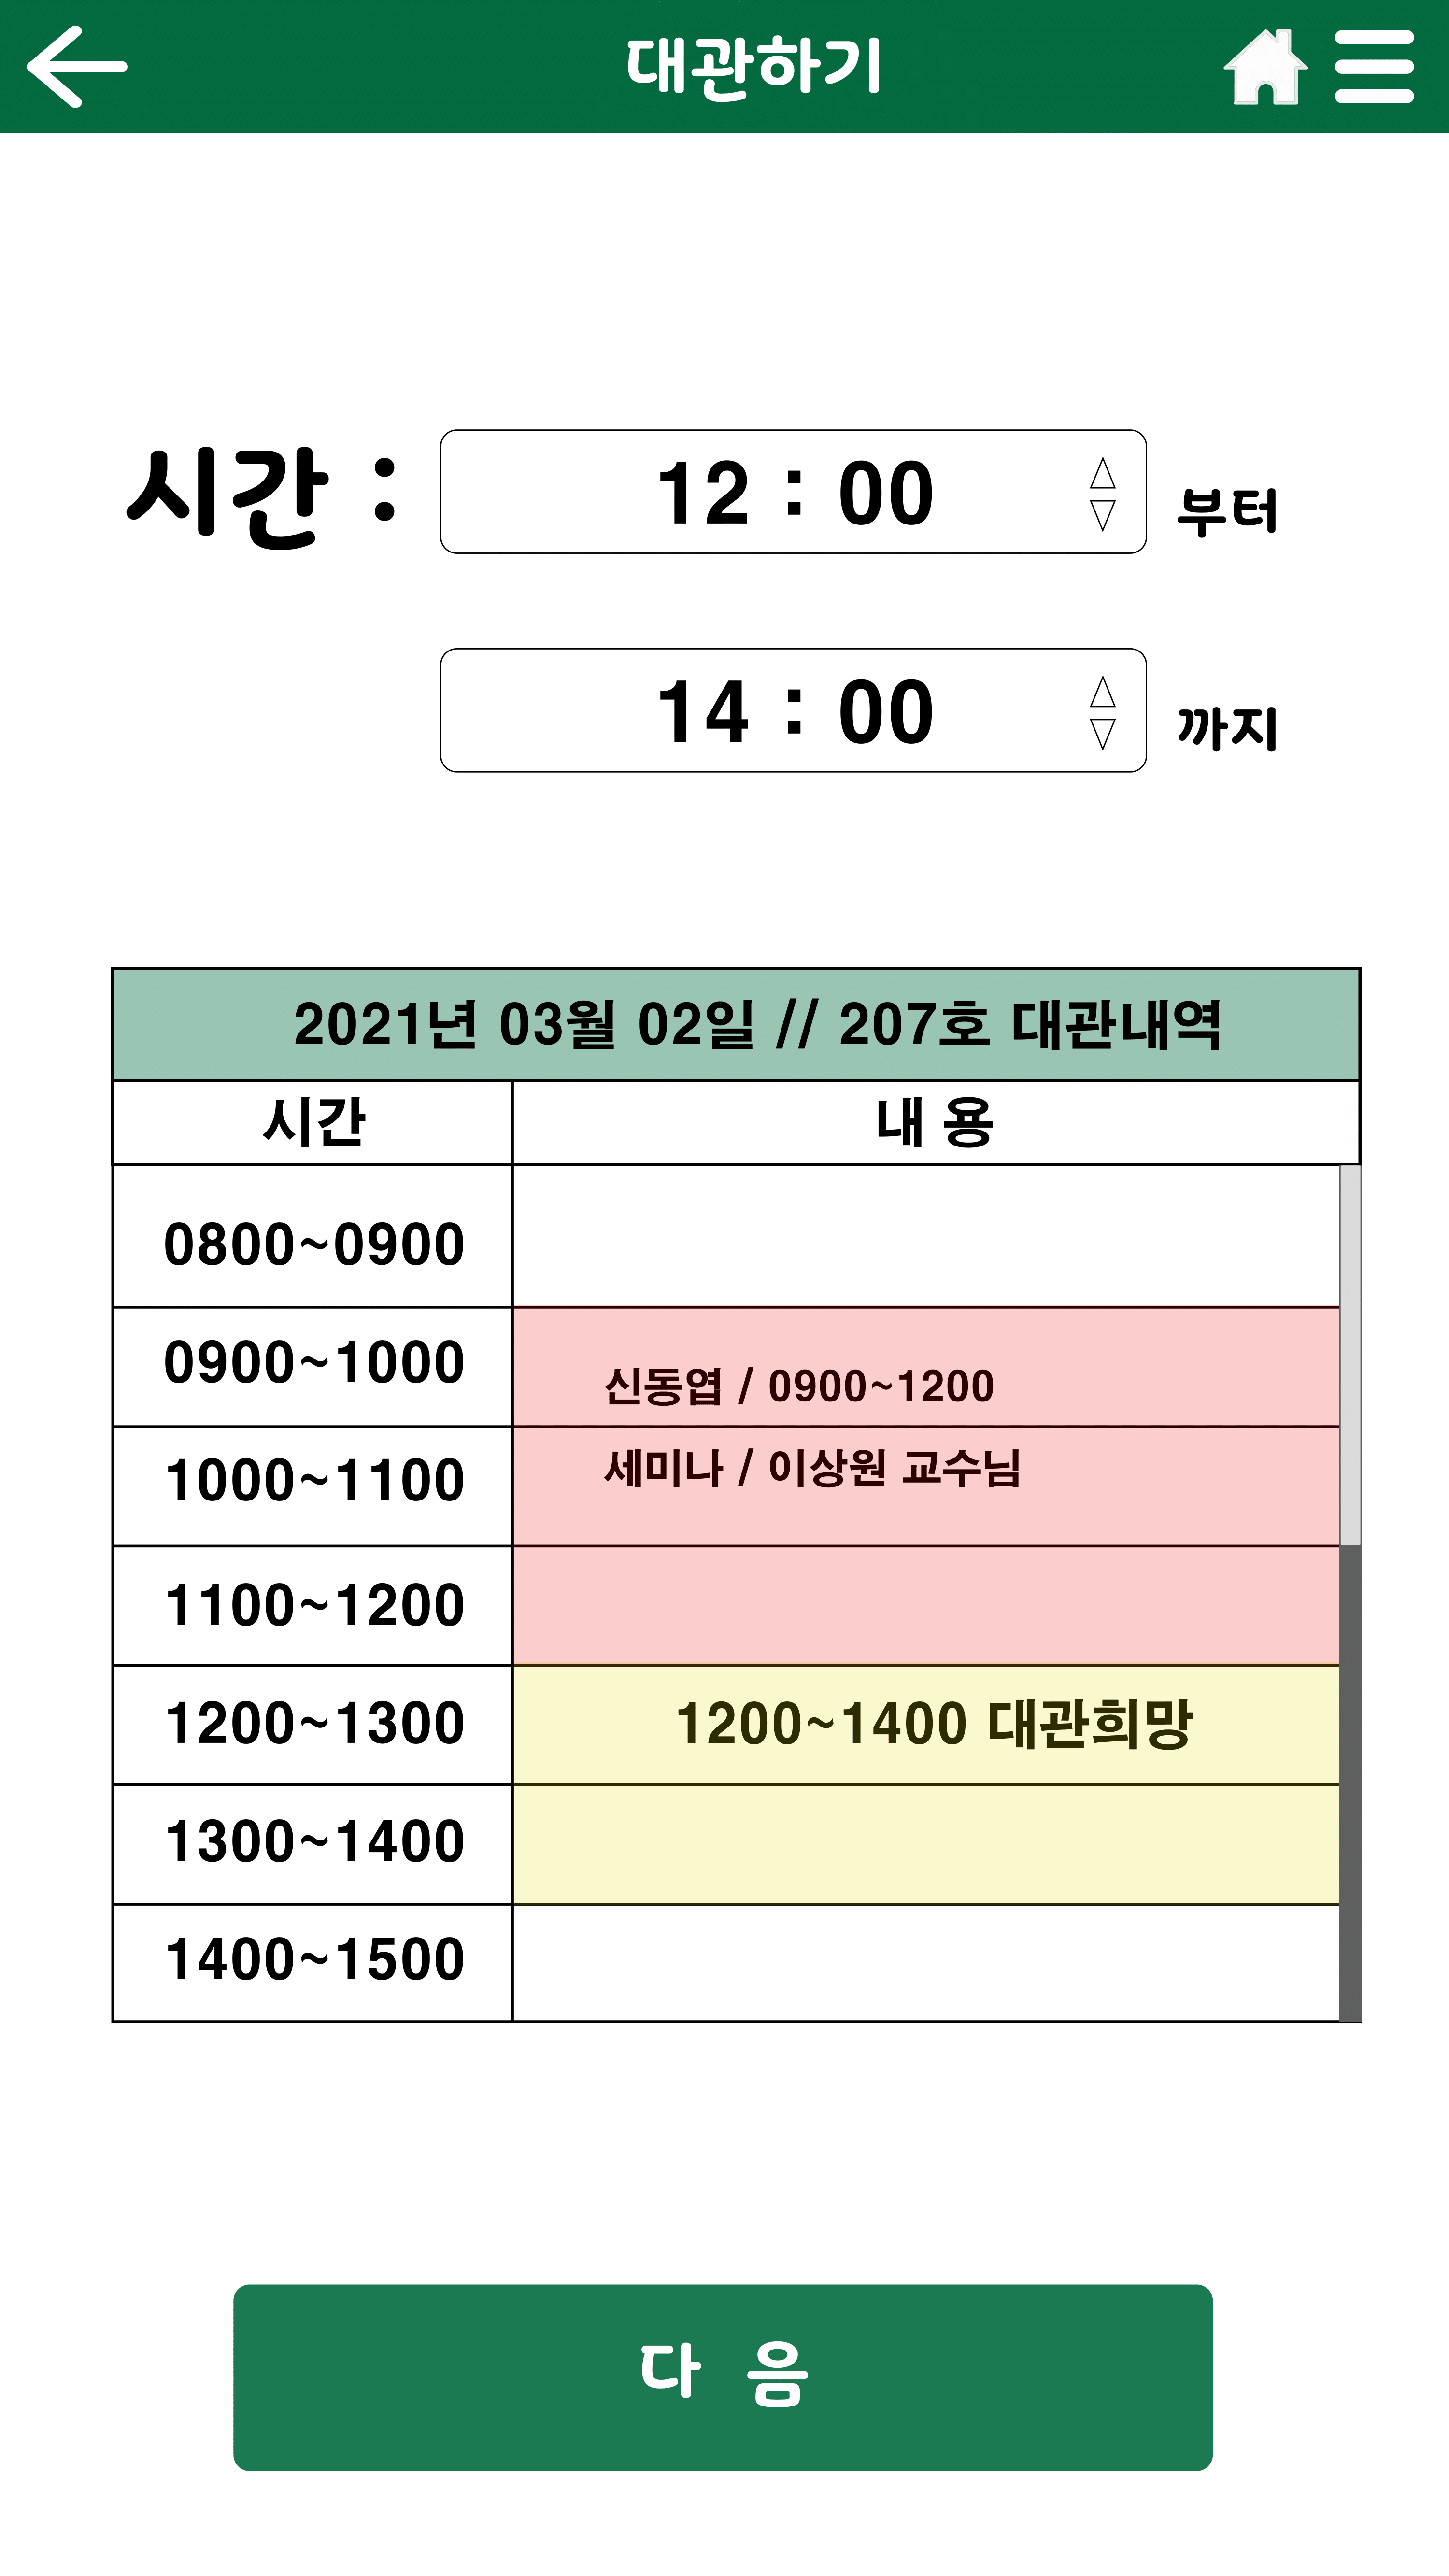 대관하기
시간 : 12 : 00 부터
14 : 00 까지
2021년 03월 02일 // 207호 대관내역
시간 내 용
0800~0900
0900~1000 신동엽 / 0900~1200
1000~1100 세미나 / 이상원 교수님
1100~1200
1200~1300 1200~1400 대관희망
1300~1400
1400~1500
다 음